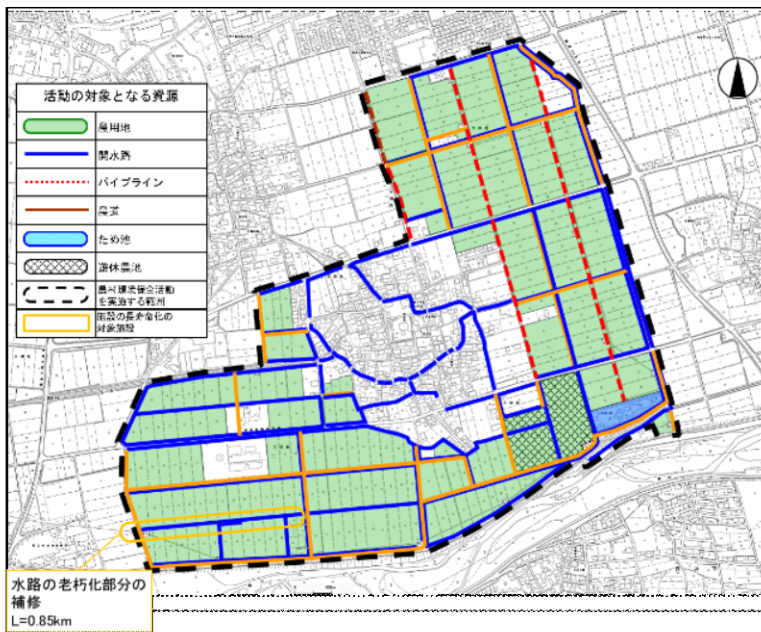 活動の対象となる資源
農用地
開水路
パイプライン
農道
ため池
遊休農地
農村環境保全活動
を実施する範囲
施設の長寿命化の
対象施設
水路の老朽化部分の
補修
L=0.85km